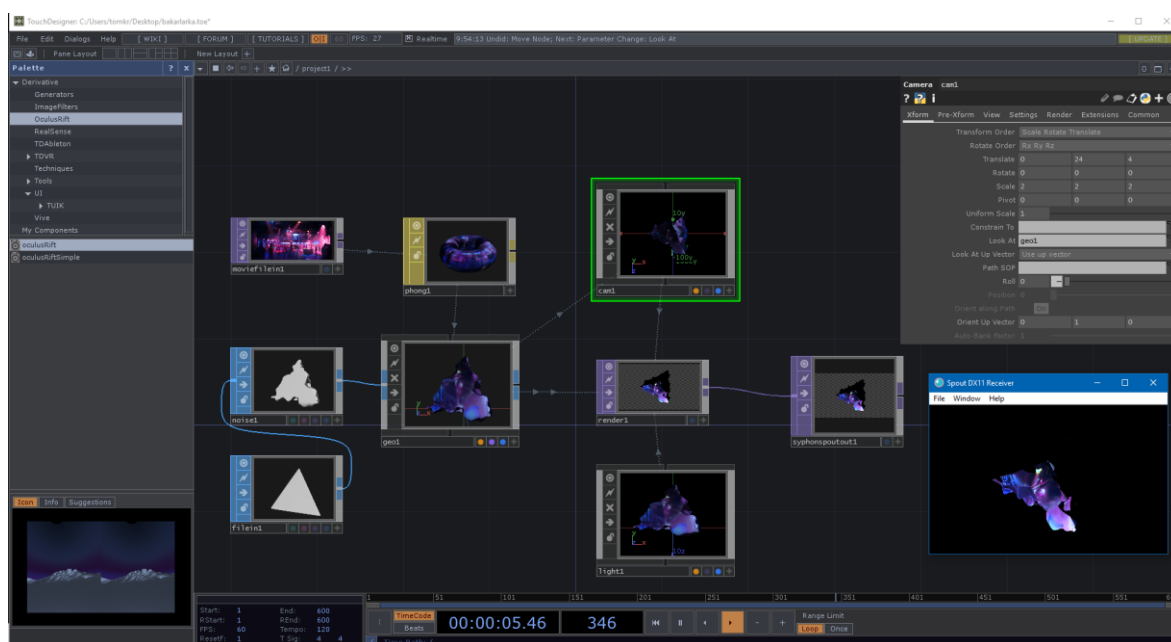 TouchDesigner: C:/Users/tomkr/Desktop/bakarlarka.toe*
File Edit Dialogs Help [ WIKI ] [ FORUM ] [ TUTORIALS ] OII 60 FPS: 27 Realtime 9:54:13 Undid: Move Node; Next: Parameter Change: Look At [ UPDATE ]
Pane Layout New Layout +
Palette ? x / project1 / >>
Derivative
Generators
ImageFilters
OculusRift
RealSense
TDAbleton
TDVR
Techniques
Tools
UI
TUIK
Vive
My Components
oculusRift
oculusRiftSimple
Icon Info Suggestions
moviefilein1
phong1
10y
-100y
cam1
noise1
geo1
render1
syphonspoutout1
filein1
10z
light1
Camera cam1
? i
Xform Pre-Xform View Settings Render Extensions Common
Transform Order Scale Rotate Translate
Rotate Order Rx Ry Rz
Translate 0 24 4
Rotate 0 0 0
Scale 2 2 2
Pivot 0 0 0
Uniform Scale 1
Constrain To
Look At geo1
Look At Up Vector Use up vector
Path SOP
Roll 0
Position 0
Orient along Path On
Orient Up Vector 0 1 0
Auto-Bank Factor 1
Spout DX11 Receiver
File Window Help
1 51 101 151 201 251 301 351 401 451 501 551
Start: 1 End: 600
RStart: 1 REnd: 600
FPS: 60 Tempo: 120
ResetF: 1 T Sig: 4 4
TimeCode
Beats
00:00:05.46 346
Range Limit
Loop Once